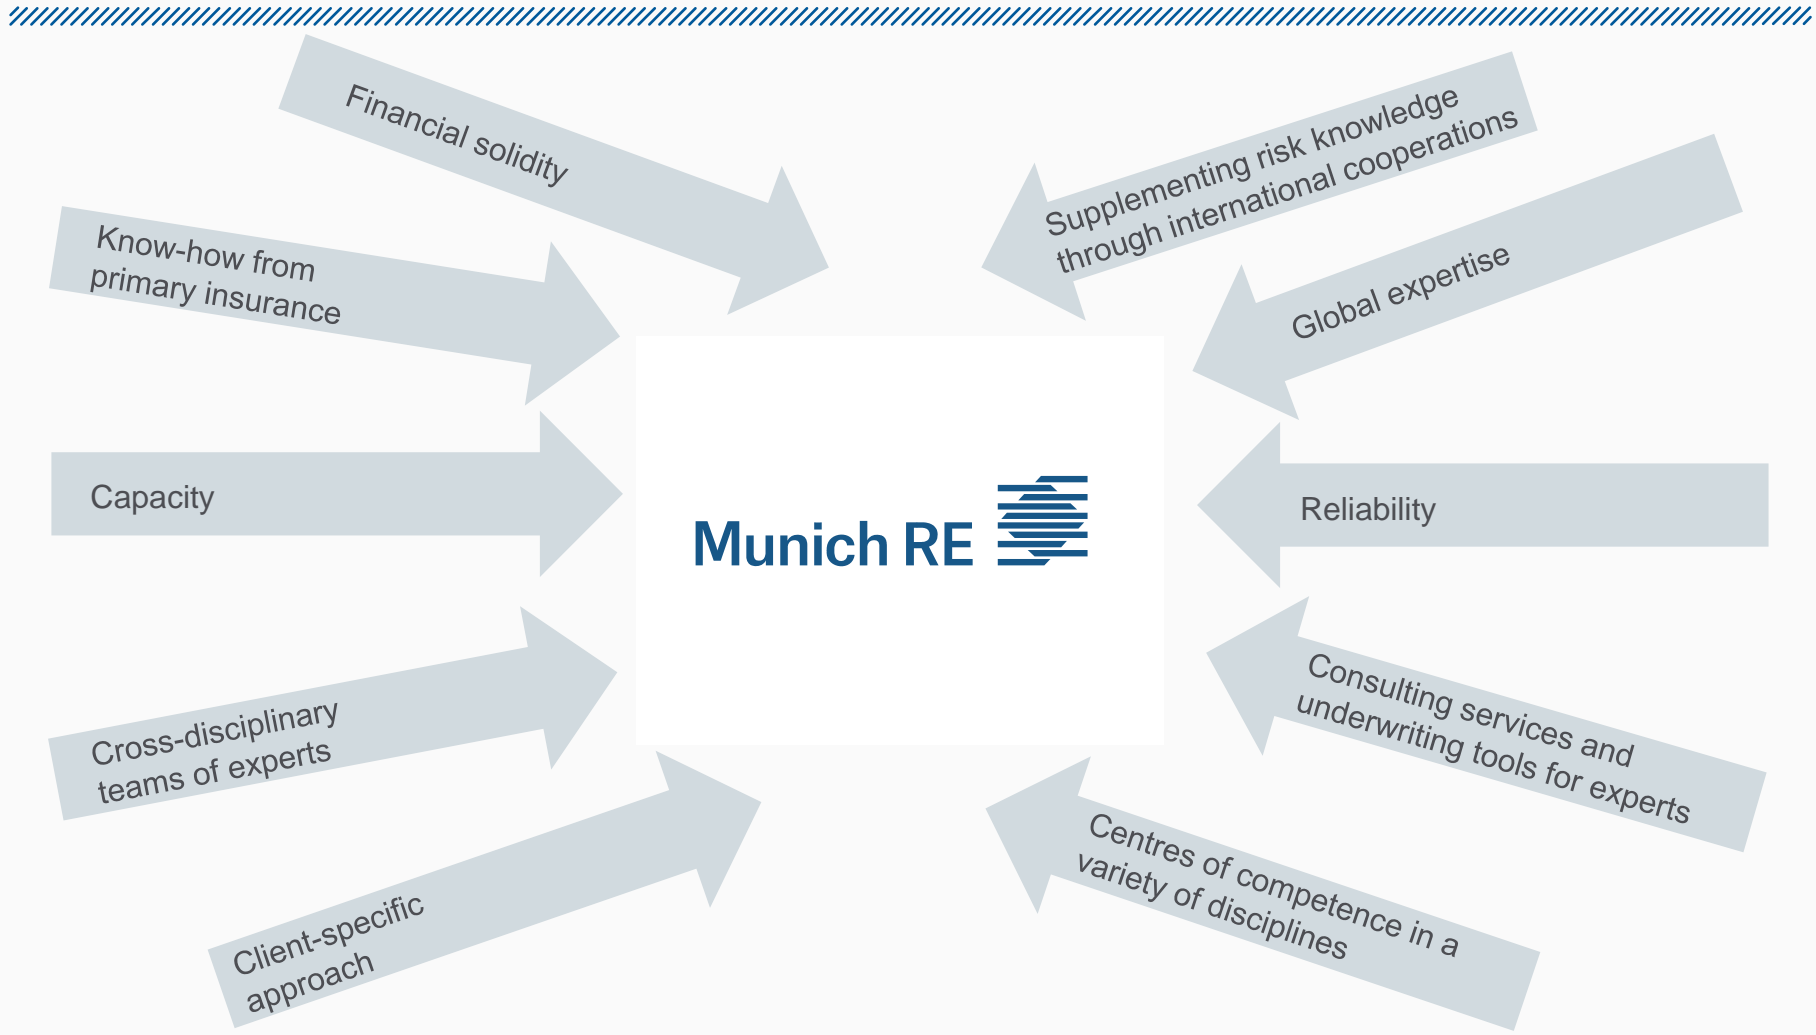 Financial solidity
Know-how from
primary insurance
Capacity
Cross-disciplinary
teams of experts
Client-specific
approach
Munich RE
Supplementing risk knowledge
through international cooperations
Global expertise
Reliability
Consulting services and
underwriting tools for experts
Centres of competence in a
variety of disciplines